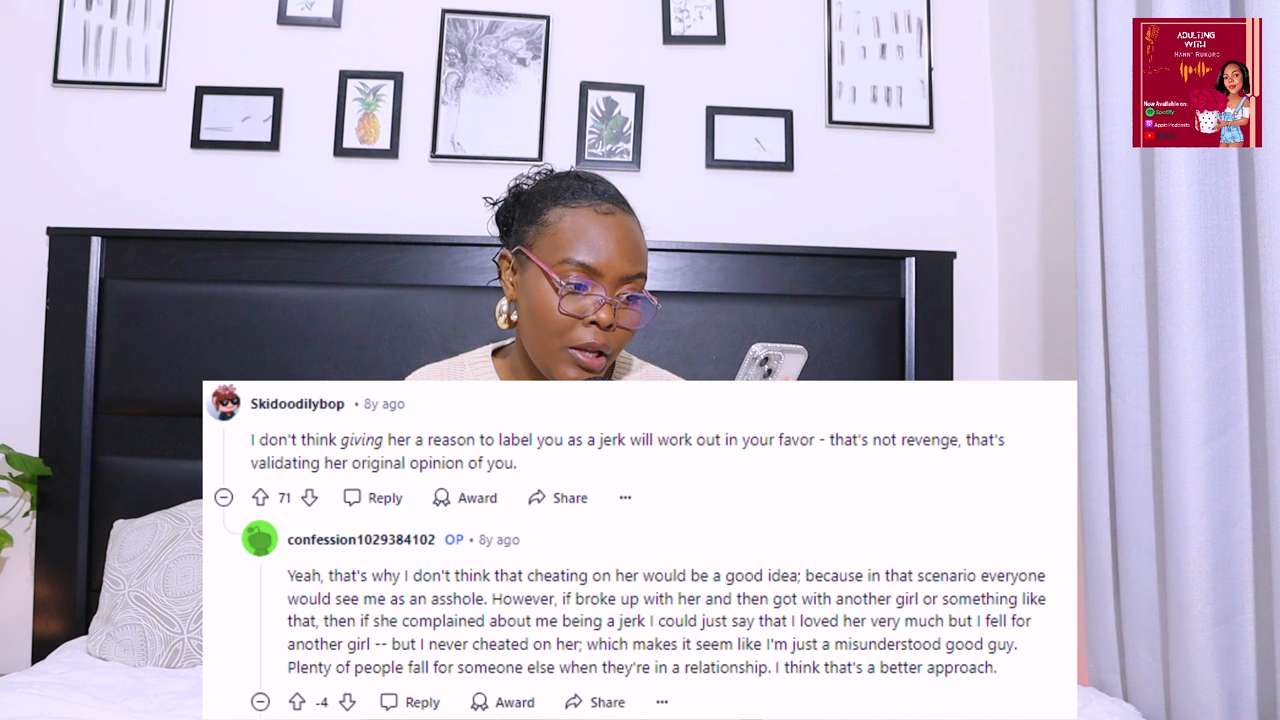 ADULTING
WITH
HANNY RUKORO
Now Available on:
Spotify
Apple Podcasts
Skidoodilybop • 8y ago
I don't think giving her a reason to label you as a jerk will work out in your favor - that's not revenge, that's
validating her original opinion of you.
71 Reply Award Share
confession1029384102 OP • 8y ago
Yeah, that's why I don't think that cheating on her would be a good idea; because in that scenario everyone
would see me as an asshole. However, if broke up with her and then got with another girl or something like
that, then if she complained about me being a jerk I could just say that I loved her very much but I fell for
another girl -- but I never cheated on her; which makes it seem like I'm just a misunderstood good guy.
Plenty of people fall for someone else when they're in a relationship. I think that's a better approach.
-4 Reply Award Share